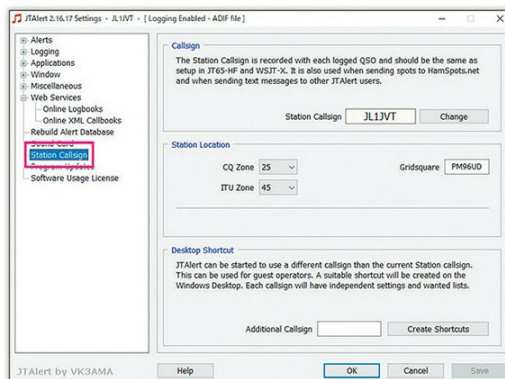 JTAlert 2.16.17 Settings - JL1JVT - [ Logging Enabled - ADIF file ]
Alerts
Logging
Applications
Window
Miscellaneous
Web Services
Online Logbooks
Online XML Callbooks
Rebuild Alert Database
Sound Card
Station Callsign
Program Updates
Software Usage License
Callsign
The Station Callsign is recorded with each logged QSO and should be the same as
setup in JT65-HF and WSJT-X. It is also used when sending spots to HamSpots.net
and when sending text messages to other JTAlert users.
Station Callsign JL1JVT Change
Station Location
CQ Zone 25 Gridsquare PM96UD
ITU Zone 45
Desktop Shortcut
JTAlert can be started to use a different callsign than the current Station callsign.
This can be used for guest operators. A suitable shortcut will be created on the
Windows Desktop. Each callsign will have independent settings and wanted lists.
Additional Callsign Create Shortcuts
JTAlert by VK3AMA Help OK Cancel Save